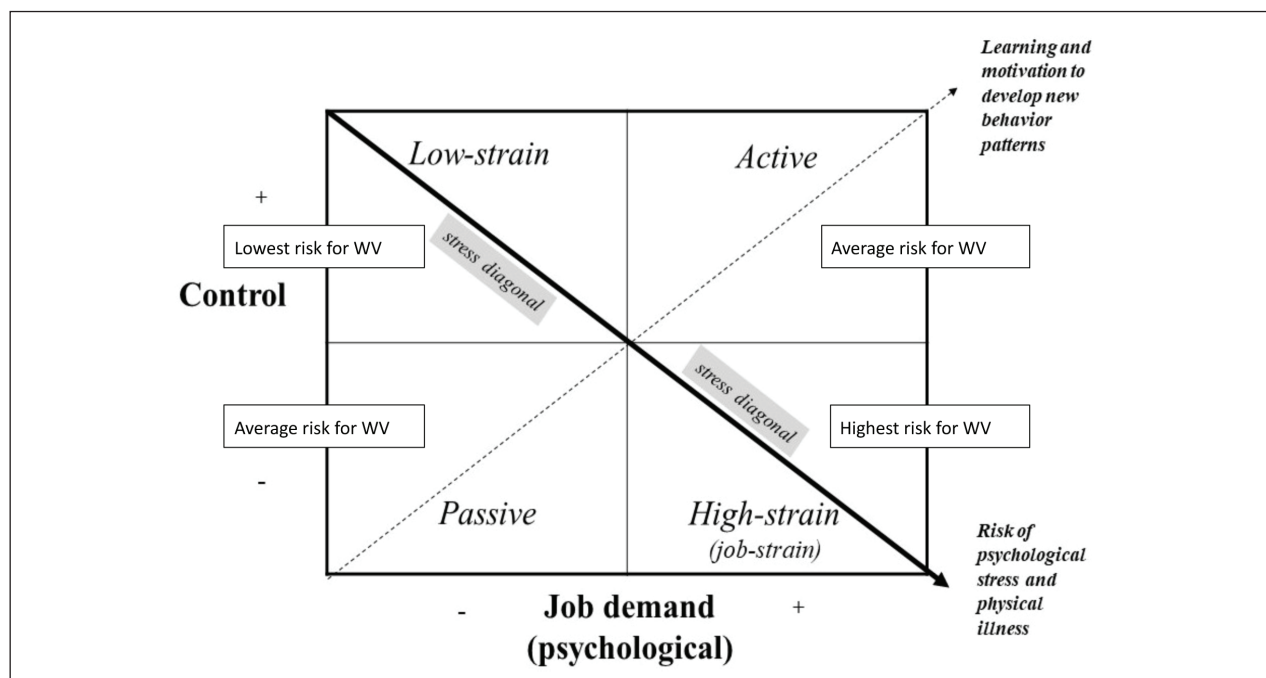 Learning and
motivation to
develop new
behavior
patterns
Low-strain
Active
+
Lowest risk for WV
stress diagonal
Average risk for WV
Control
stress diagonal
Average risk for WV
Highest risk for WV
-
Passive
High-strain
(job-strain)
Risk of
psychological
stress and
physical
illness
-
Job demand
+
(psychological)